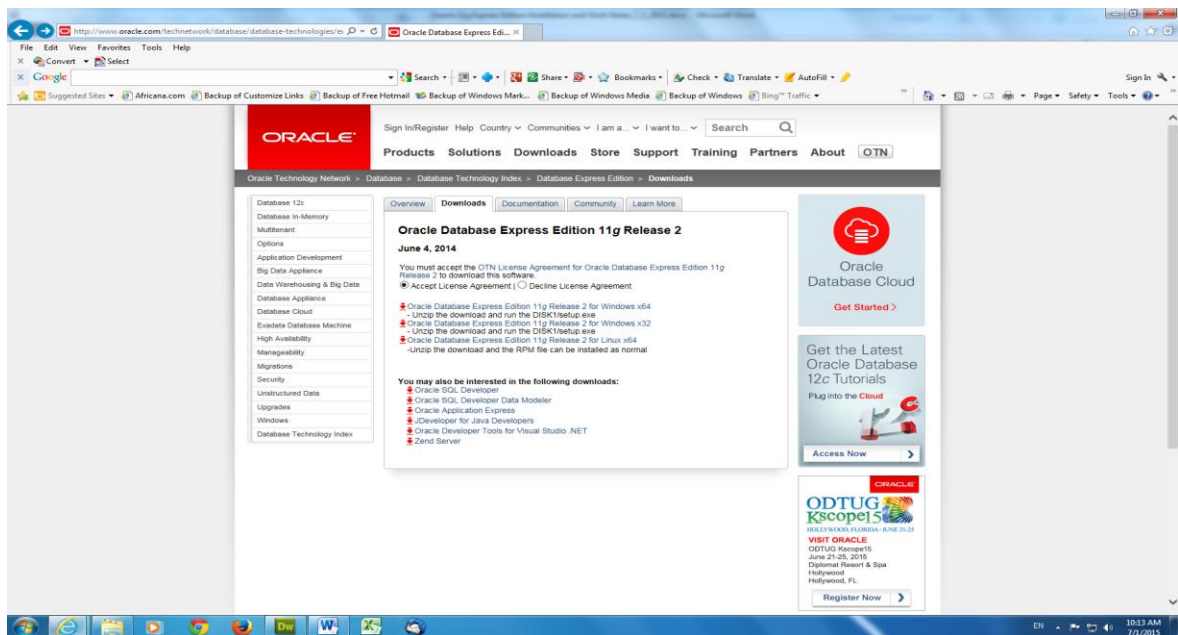 http://www.oracle.com/technetwork/database/database-technologies/e
Oracle Database Express Edi...
File Edit View Favorites Tools Help
Convert Select
Google
Search Share Bookmarks Check Translate AutoFill Sign In
Suggested Sites Africana.com Backup of Customize Links Backup of Free Hotmail Backup of Windows Mark... Backup of Windows Media Backup of Windows Bing™ Traffic Page Safety Tools
ORACLE
Sign In/Register Help Country Communities I am a... I want to... Search
Products Solutions Downloads Store Support Training Partners About OTN
Oracle Technology Network > Database > Database Technology Index > Database Express Edition > Downloads
Database 12c
Database In-Memory
Multitenant
Options
Application Development
Big Data Appliance
Data Warehousing & Big Data
Database Appliance
Database Cloud
Exadata Database Machine
High Availability
Manageability
Migrations
Security
Unstructured Data
Upgrades
Windows
Database Technology Index
Overview Downloads Documentation Community Learn More
Oracle Database Express Edition 11g Release 2
June 4, 2014
You must accept the OTN License Agreement for Oracle Database Express Edition 11g
Release 2 to download this software.
Accept License Agreement | Decline License Agreement
Oracle Database Express Edition 11g Release 2 for Windows x64
- Unzip the download and run the DISK1/setup.exe
Oracle Database Express Edition 11g Release 2 for Windows x32
- Unzip the download and run the DISK1/setup.exe
Oracle Database Express Edition 11g Release 2 for Linux x64
-Unzip the download and the RPM file can be installed as normal
You may also be interested in the following downloads:
Oracle SQL Developer
Oracle SQL Developer Data Modeler
Oracle Application Express
JDeveloper for Java Developers
Oracle Developer Tools for Visual Studio .NET
Zend Server
Oracle
Database Cloud
Get Started >
Get the Latest
Oracle Database
12c Tutorials
Plug into the Cloud
12c
Access Now
ORACLE
ODTUG
Kscope15
HOLLYWOOD, FLORIDA - JUNE 21-25
VISIT ORACLE
ODTUG Kscope15
June 21-25, 2015
Diplomat Resort & Spa
Hollywood
Hollywood, FL
Register Now
EN
10:13 AM
7/1/2015